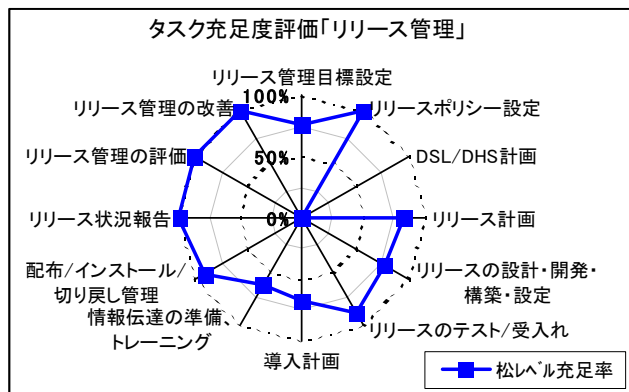 タスク充足度評価「リリース管理」
リリース管理目標設定
100%
リリース管理の改善
リリースポリシー設定
リリース管理の評価
50%
DSL/DHS計画
リリース状況報告
0%
リリース計画
配布/インストール/
切り戻し管理
リリースの設計・開発・
構築・設定
情報伝達の準備、
トレーニング
リリースのテスト/受入れ
導入計画
松レベル充足率